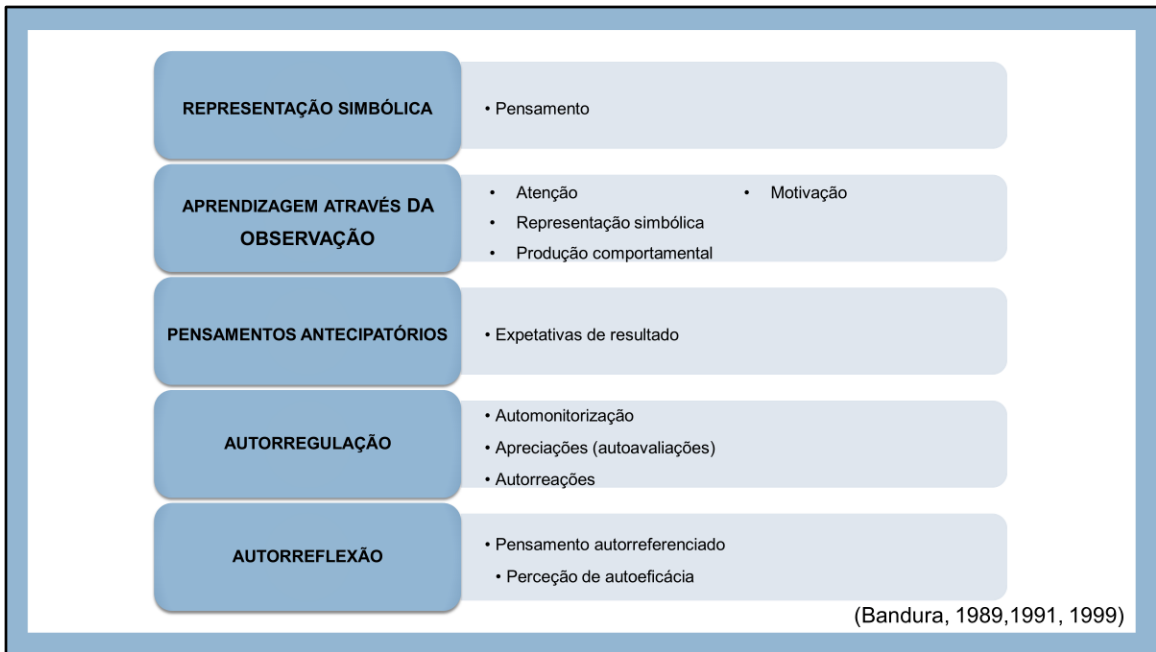 REPRESENTAÇÃO SIMBÓLICA
• Pensamento
APRENDIZAGEM ATRAVÉS DA
OBSERVAÇÃO
• Atenção
• Representação simbólica
• Produção comportamental
• Motivação
PENSAMENTOS ANTECIPATÓRIOS
• Expetativas de resultado
AUTORREGULAÇÃO
• Automonitorização
• Apreciações (autoavaliações)
• Autorreações
AUTORREFLEXÃO
• Pensamento autorreferenciado
• Perceção de autoeficácia
(Bandura, 1989,1991, 1999)